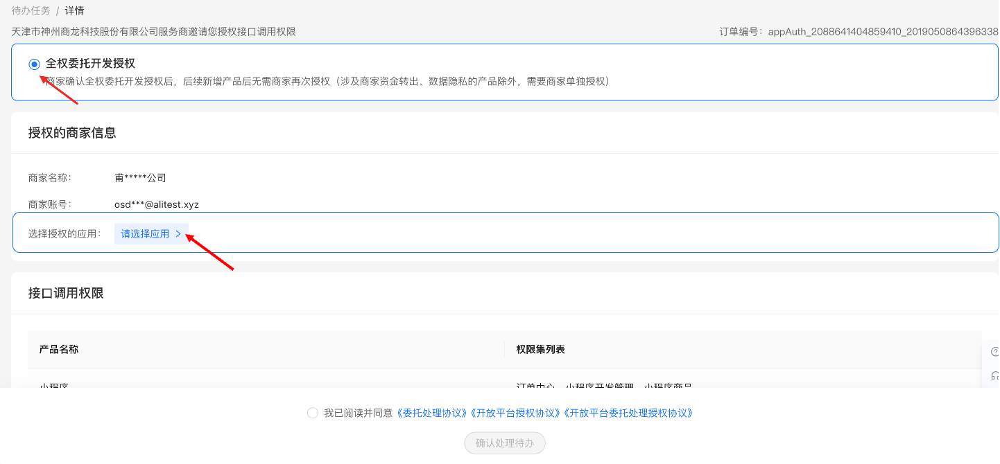 待办任务 / 详情
天津市神州商龙科技股份有限公司服务商邀请您授权接口调用权限
订单编号：appAuth_2088641404859410_2019050864396338
全权委托开发授权
商家确认全权委托开发授权后，后续新增产品后无需商家再次授权（涉及商家资金转出、数据隐私的产品除外，需要商家单独授权）
授权的商家信息
商家名称： 甫*****公司
商家账号： osd***@alitest.xyz
选择授权的应用： 请选择应用 >
接口调用权限
产品名称 权限集列表
小程序 订单中心、小程序开发管理、小程序商品
我已阅读并同意《委托处理协议》《开放平台授权协议》《开放平台委托处理授权协议》
确认处理待办